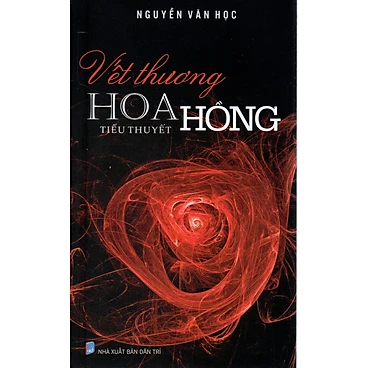 NGUYỄN VĂN HỌC
Vết thương
HOA HỒNG
TIỂU THUYẾT
NHÀ XUẤT BẢN DÂN TRÍ